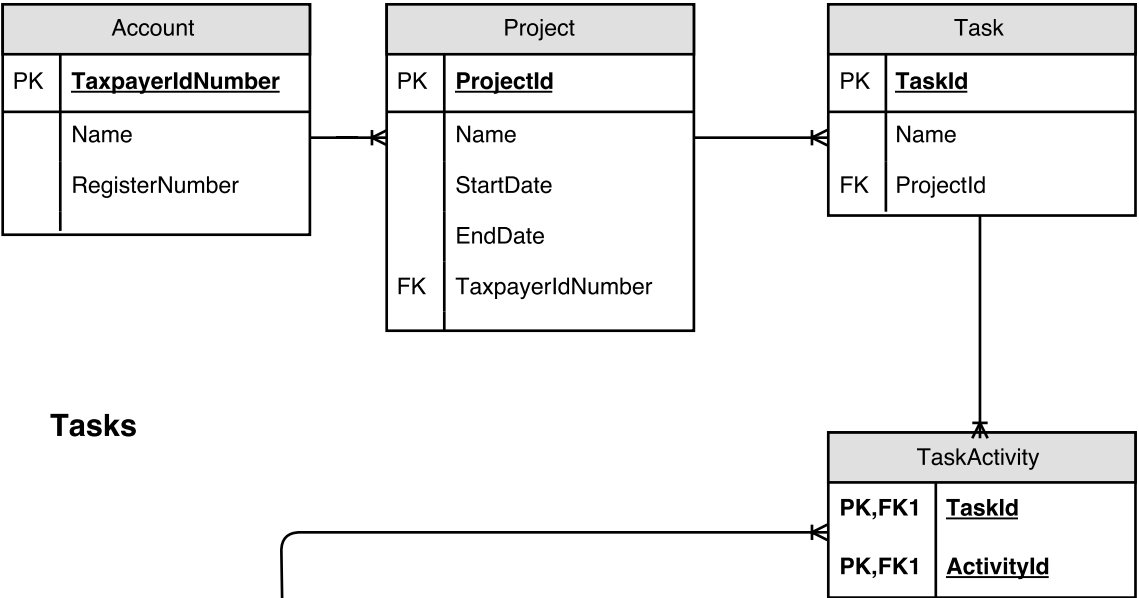 Account
PK TaxpayerIdNumber
Name
RegisterNumber
Project
PK ProjectId
Name
StartDate
EndDate
FK TaxpayerIdNumber
Task
PK TaskId
Name
FK ProjectId
Tasks
TaskActivity
PK,FK1 TaskId
PK,FK1 ActivityId